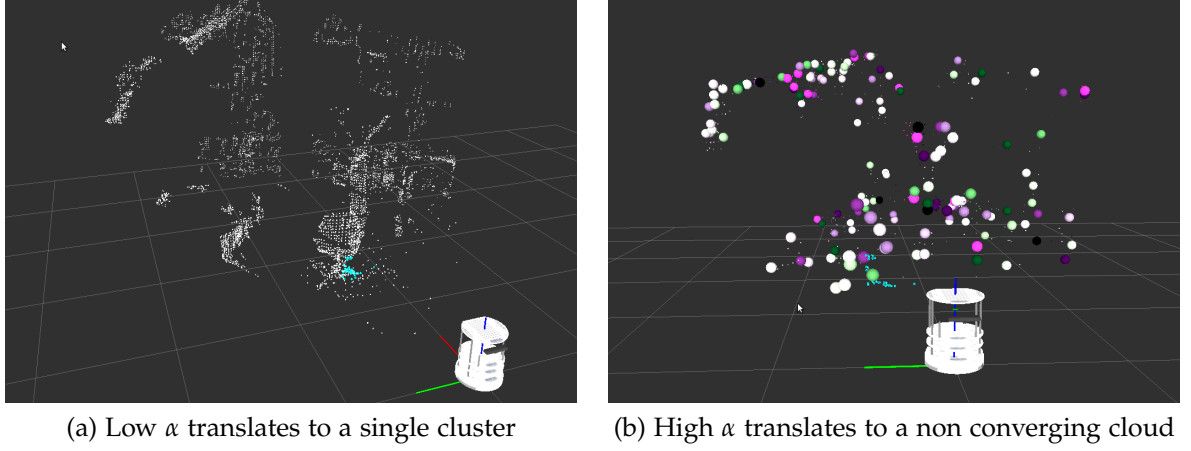 (a) Low α translates to a single cluster
(b) High α translates to a non converging cloud